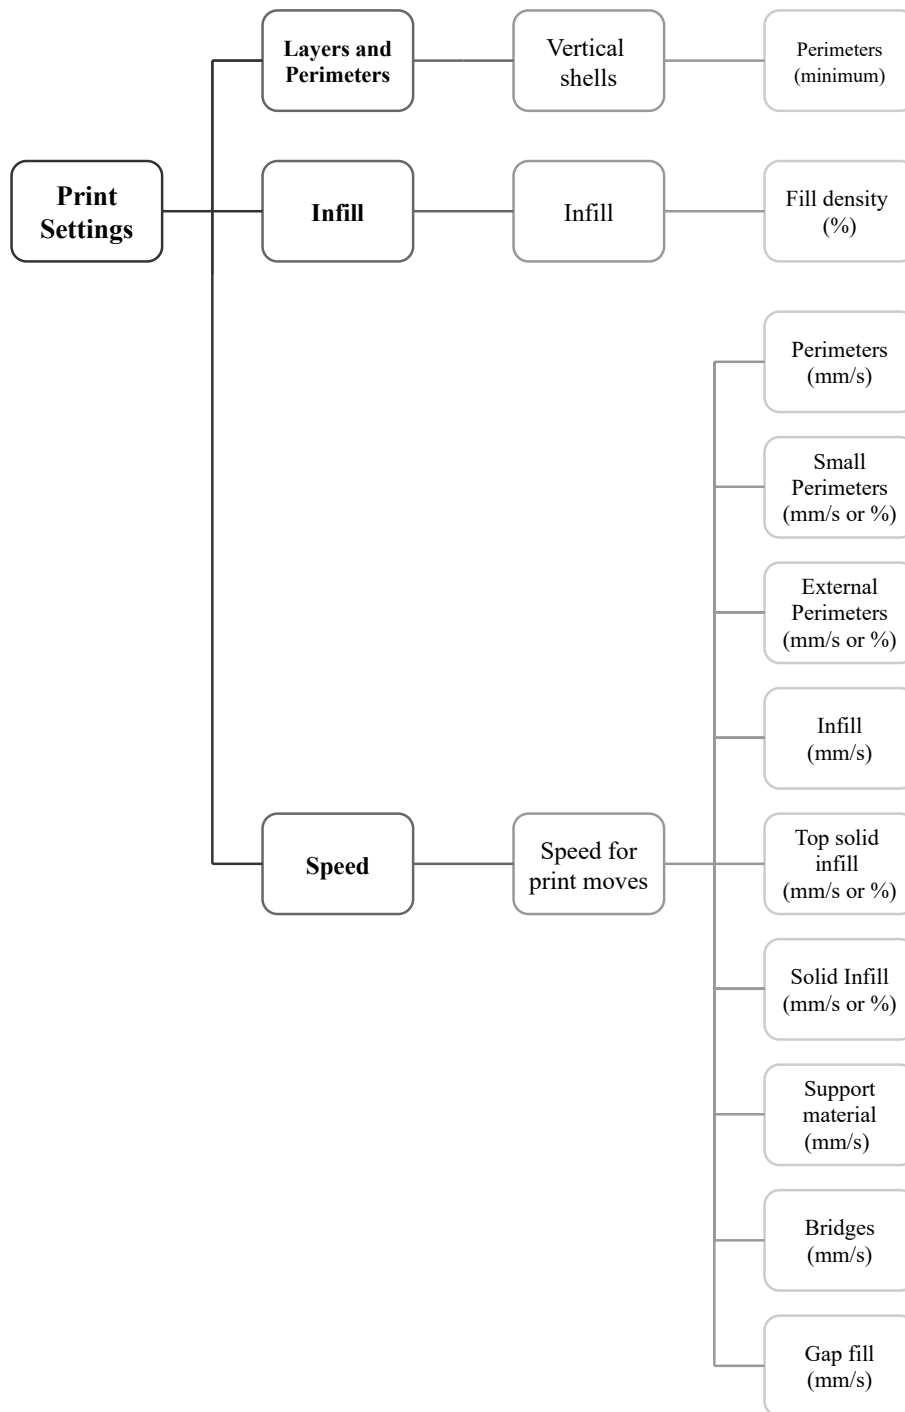 Layers and
Perimeters
Vertical
shells
Perimeters
(minimum)
Print
Settings
Infill
Infill
Fill density
(%)
Perimeters
(mm/s)
Small
Perimeters
(mm/s or %)
External
Perimeters
(mm/s or %)
Infill
(mm/s)
Speed
Speed for
print moves
Top solid
infill
(mm/s or %)
Solid Infill
(mm/s or %)
Support
material
(mm/s)
Bridges
(mm/s)
Gap fill
(mm/s)